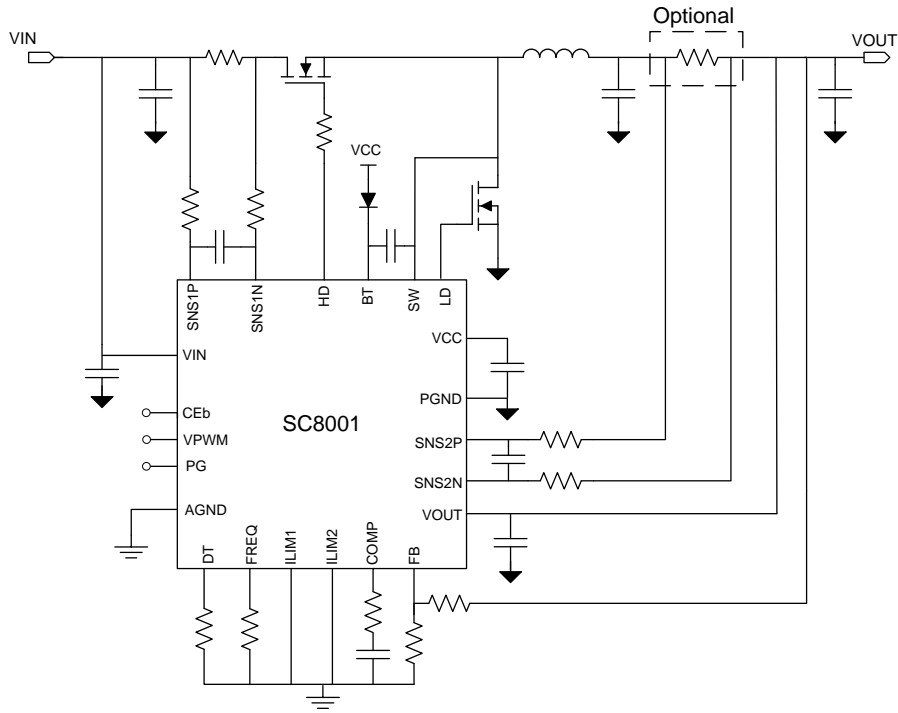 Optional
VIN
VOUT
VCC
SNS1P
SNS1N
HD
BT
SW
LD
VIN
VCC
CEb
PGND
VPWM
SC8001
SNS2P
PG
SNS2N
AGND
VOUT
DT
FREQ
ILIM1
ILIM2
COMP
FB